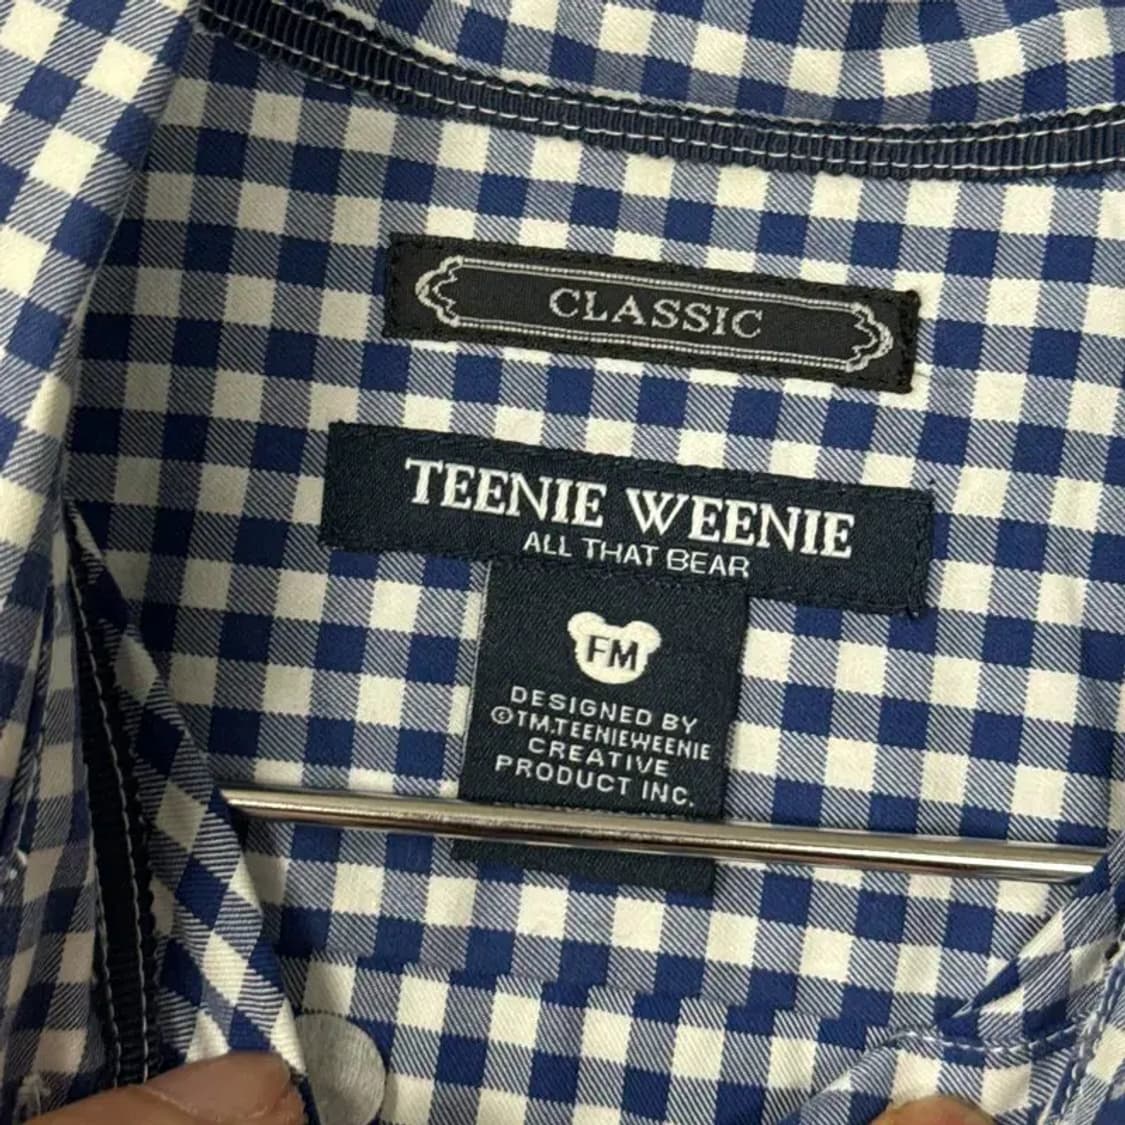 CLASSIC
TEENIE WEENIE
ALL THAT BEAR
FM
DESIGNED BY
©TM.TEENIEWEENIE
CREATIVE
PRODUCT INC.